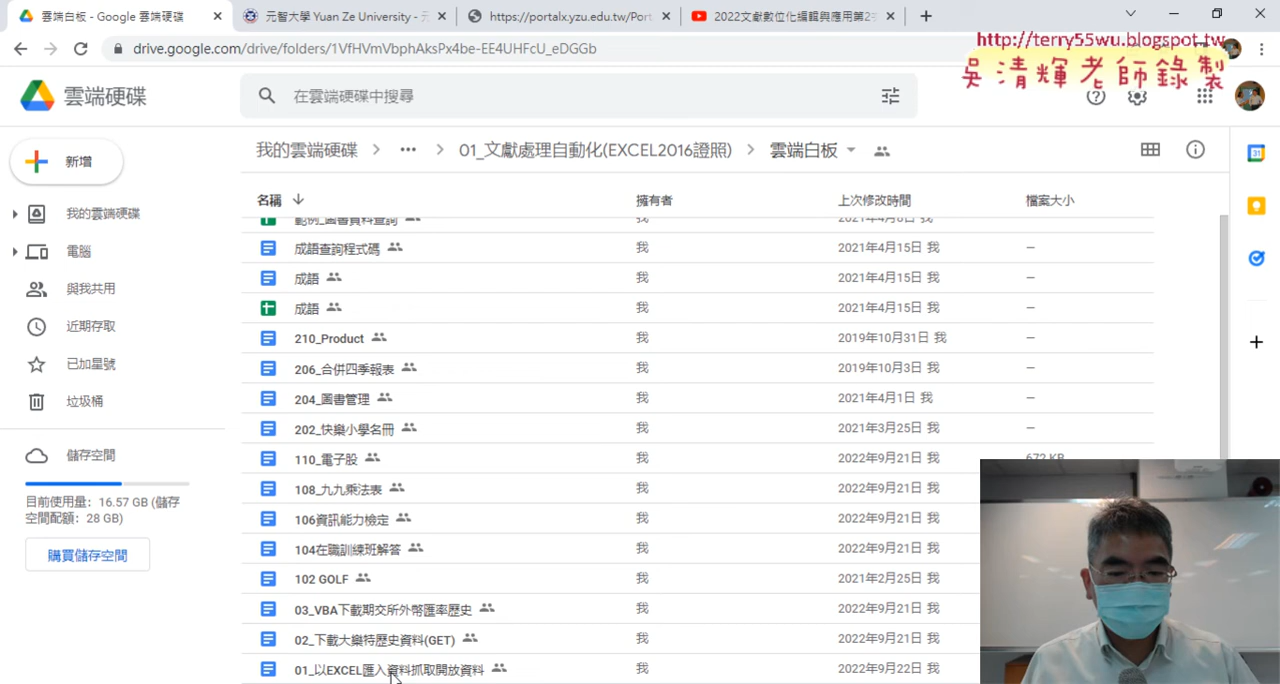 雲端白板 - Google 雲端硬碟
元智大學 Yuan Ze University - 元
https://portalx.yzu.edu.tw/Port
2022文獻數位化編輯與應用第2
drive.google.com/drive/folders/1VfHVmVbphAksPx4be-EE4UHFcU_eDGGb
http://terry55wu.blogspot.tw
吳清輝老師錄製
雲端硬碟
在雲端硬碟中搜尋
新增
我的雲端硬碟
電腦
與我共用
近期存取
已加星號
垃圾桶
儲存空間
目前使用量：16.57 GB (儲存
空間配額：28 GB)
購買儲存空間
我的雲端硬碟 > ••• > 01_文獻處理自動化(EXCEL2016證照) > 雲端白板
名稱 擁有者 上次修改時間 檔案大小
範例_圖書資料查詢 我 2021年4月8日 我
成語查詢程式碼 我 2021年4月15日 我 –
成語 我 2021年4月15日 我 –
成語 我 2021年4月15日 我 –
210_Product 我 2019年10月31日 我 –
206_合併四季報表 我 2019年10月3日 我 –
204_圖書管理 我 2021年4月1日 我 –
202_快樂小學名冊 我 2021年3月25日 我 –
110_電子股 我 2022年9月21日 我 672 KB
108_九九乘法表 我 2022年9月21日 我
106資訊能力檢定 我 2022年9月21日 我
104在職訓練班解答 我 2022年9月21日 我
102 GOLF 我 2021年2月25日 我
03_VBA下載期交所外幣匯率歷史 我 2022年9月21日 我
02_下載大樂特歷史資料(GET) 我 2022年9月21日 我
01_以EXCEL匯入資料抓取開放資料 我 2022年9月22日 我
31